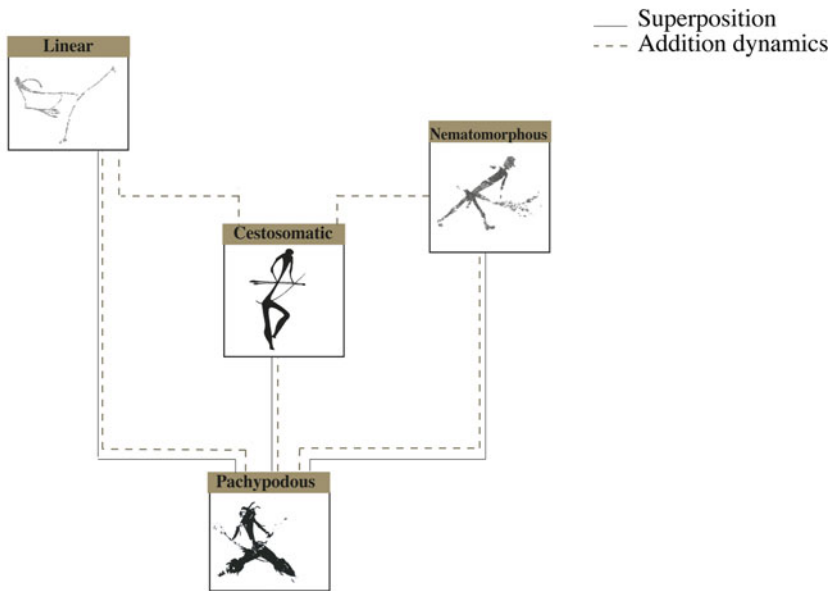 Superposition
Addition dynamics
Linear
Nematomorphous
Cestosomatic
Pachypodous